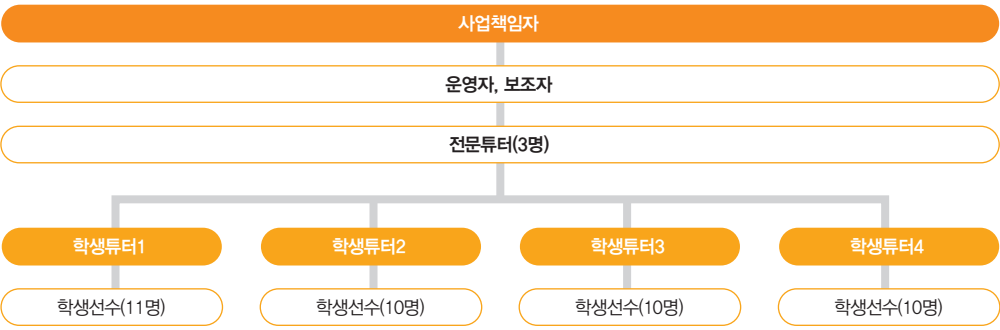 사업책임자
운영자, 보조자
전문튜터(3명)
학생튜터1
학생튜터2
학생튜터3
학생튜터4
학생선수(11명)
학생선수(10명)
학생선수(10명)
학생선수(10명)